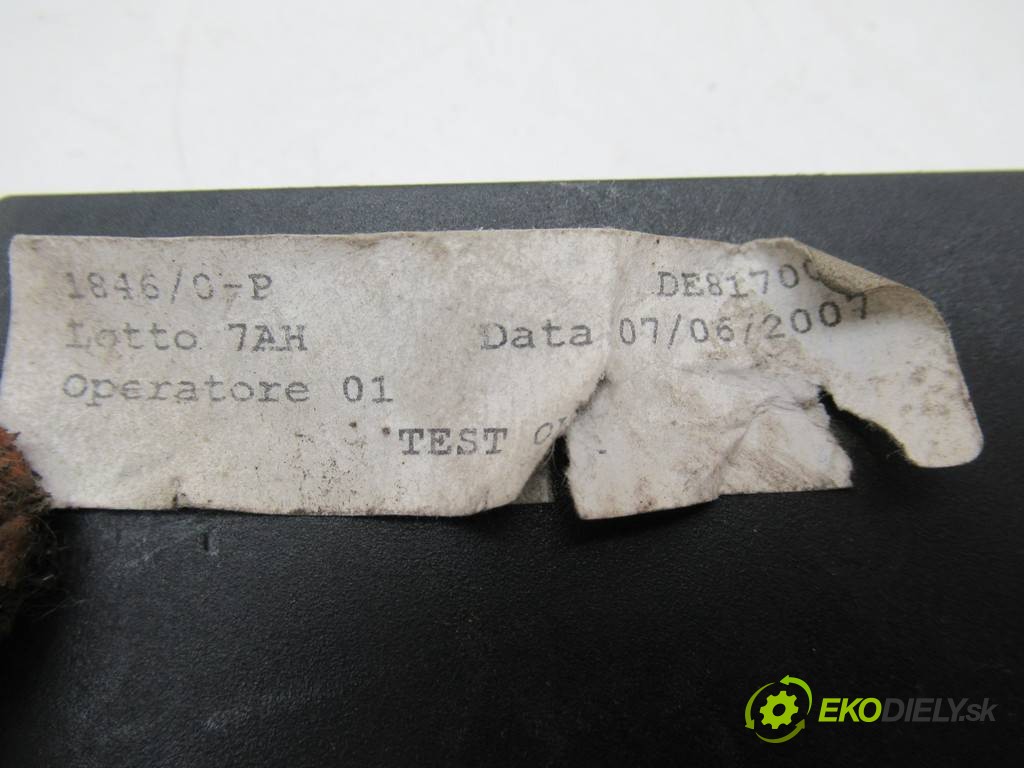 1846/0-P DE8170
Lotto 7AH Data 07/06/2007
Operatore 01
TEST
EKODIELY.sk